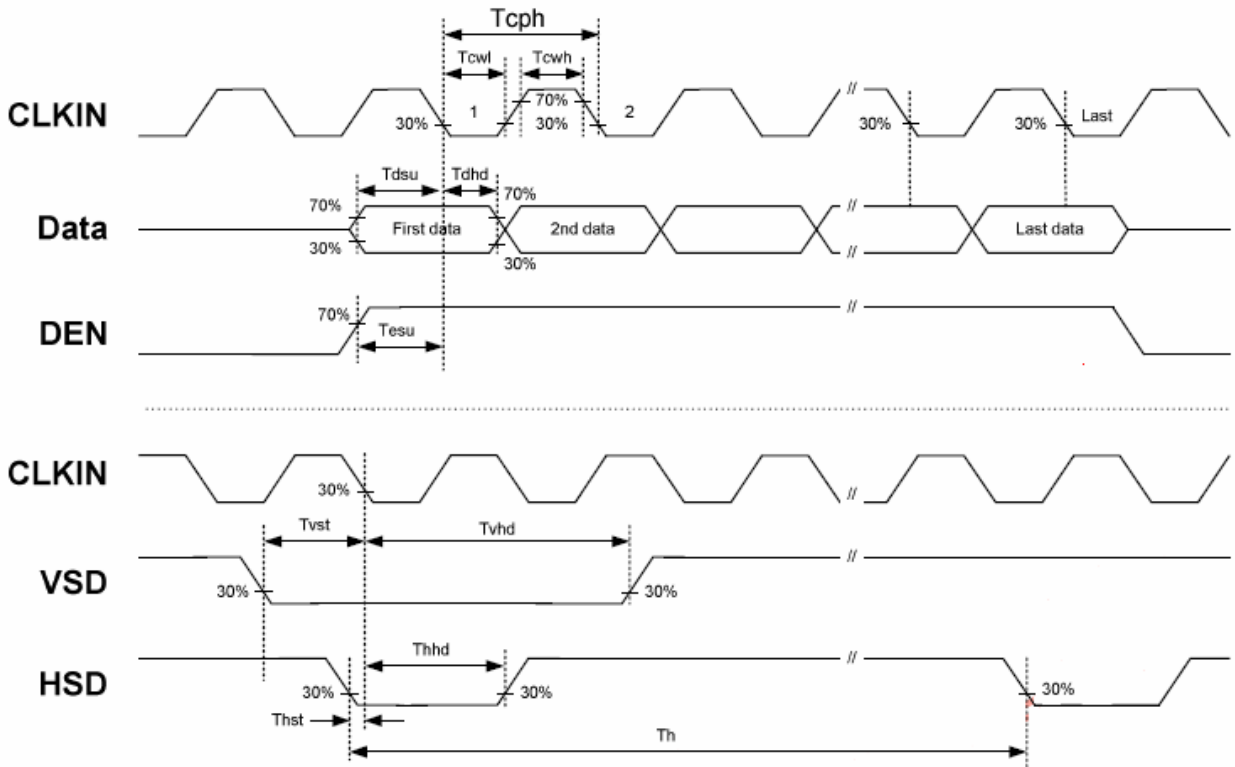 Tcph
Tcwl Tcwh
CLKIN 30% 1 70% 30% 2 // 30% 30% Last
Tdsu Tdhd
70% 70%
Data First data 2nd data // // Last data
30% 30%
70%
DEN Tesu //
CLKIN 30% //
Tvst Tvhd
VSD 30% 30% //
Thhd
HSD 30% 30% // 30%
Thst
Th